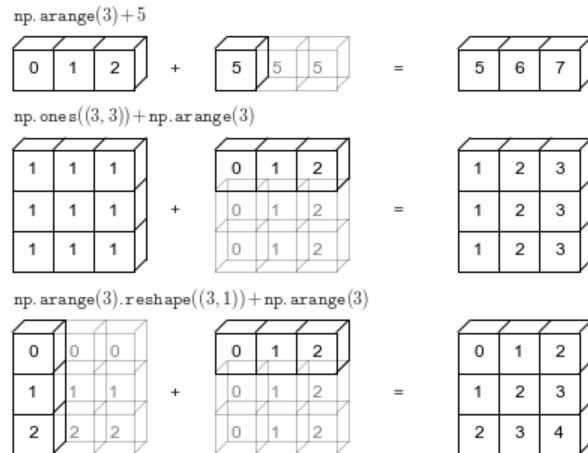 np.arange(3)+5
0 1 2 + 5 5 5 = 5 6 7
np.ones((3,3))+np.arange(3)
1 1 1 0 1 2 1 2 3
1 1 1 + 0 1 2 = 1 2 3
1 1 1 0 1 2 1 2 3
np.arange(3).reshape((3,1))+np.arange(3)
0 0 0 0 1 2 0 1 2
1 1 1 + 0 1 2 = 1 2 3
2 2 2 0 1 2 2 3 4